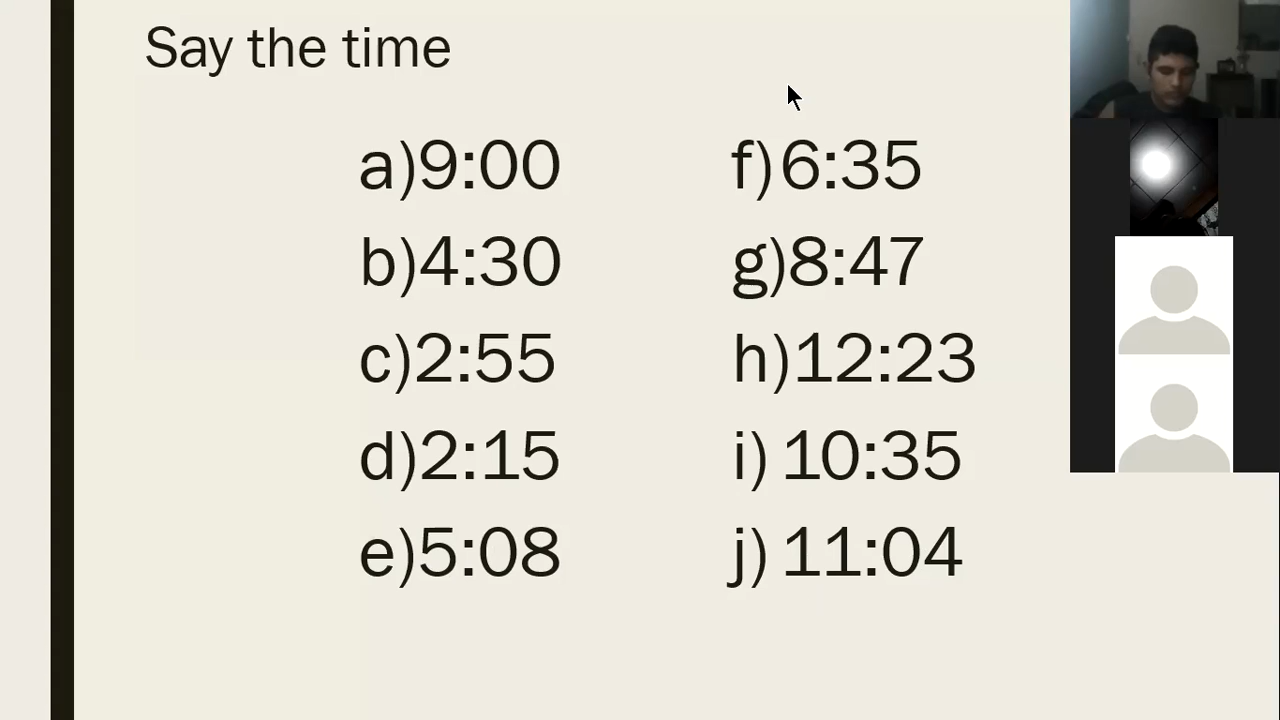 Say the time
a)9:00
b)4:30
c)2:55
d)2:15
e)5:08
f)6:35
g)8:47
h)12:23
i) 10:35
j) 11:04